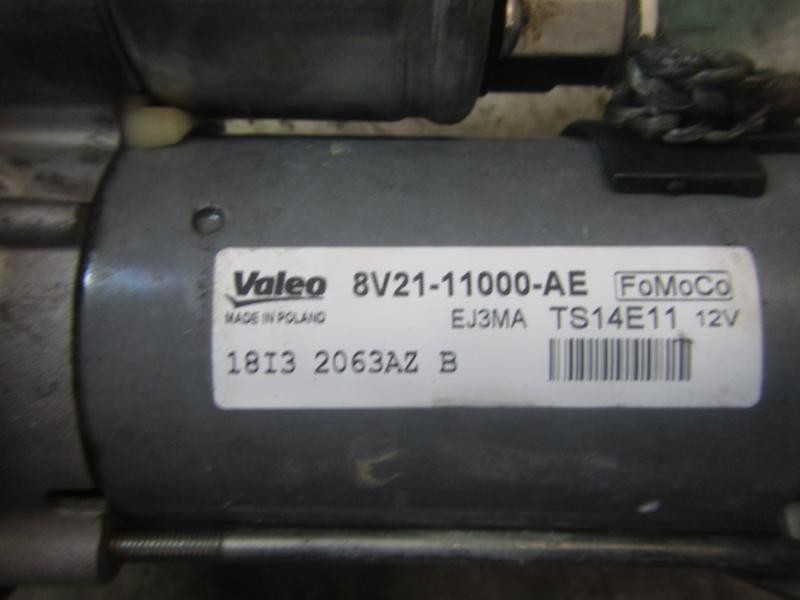 Valeo 8V21-11000-AE FoMoCo
MADE IN POLAND EJ3MA TS14E11 12V
18I3 2063AZ B